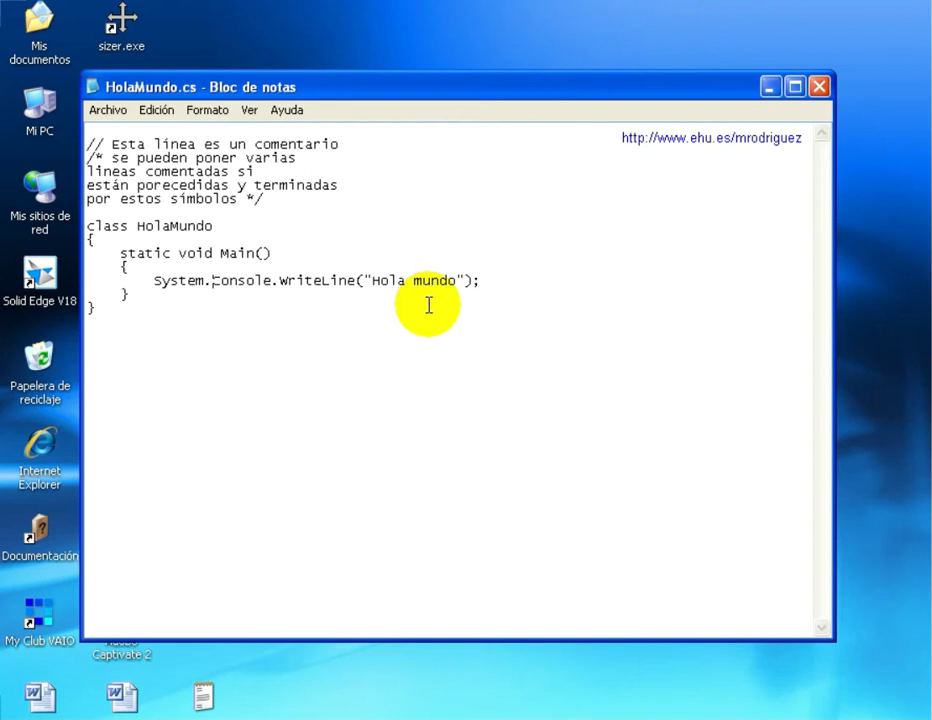 Mis documentos
sizer.exe
Mi PC
Mis sitios de red
Solid Edge V18
Papelera de reciclaje
Internet Explorer
Documentación
My Club VAIO
Captivate 2
HolaMundo.cs - Bloc de notas
Archivo Edición Formato Ver Ayuda
http://www.ehu.es/mrodriguez
// Esta línea es un comentario
/* se pueden poner varias
lineas comentadas si
están porecedidas y terminadas
por estos símbolos */
class HolaMundo
{
static void Main()
{
System.Console.WriteLine("Hola mundo");
}
}